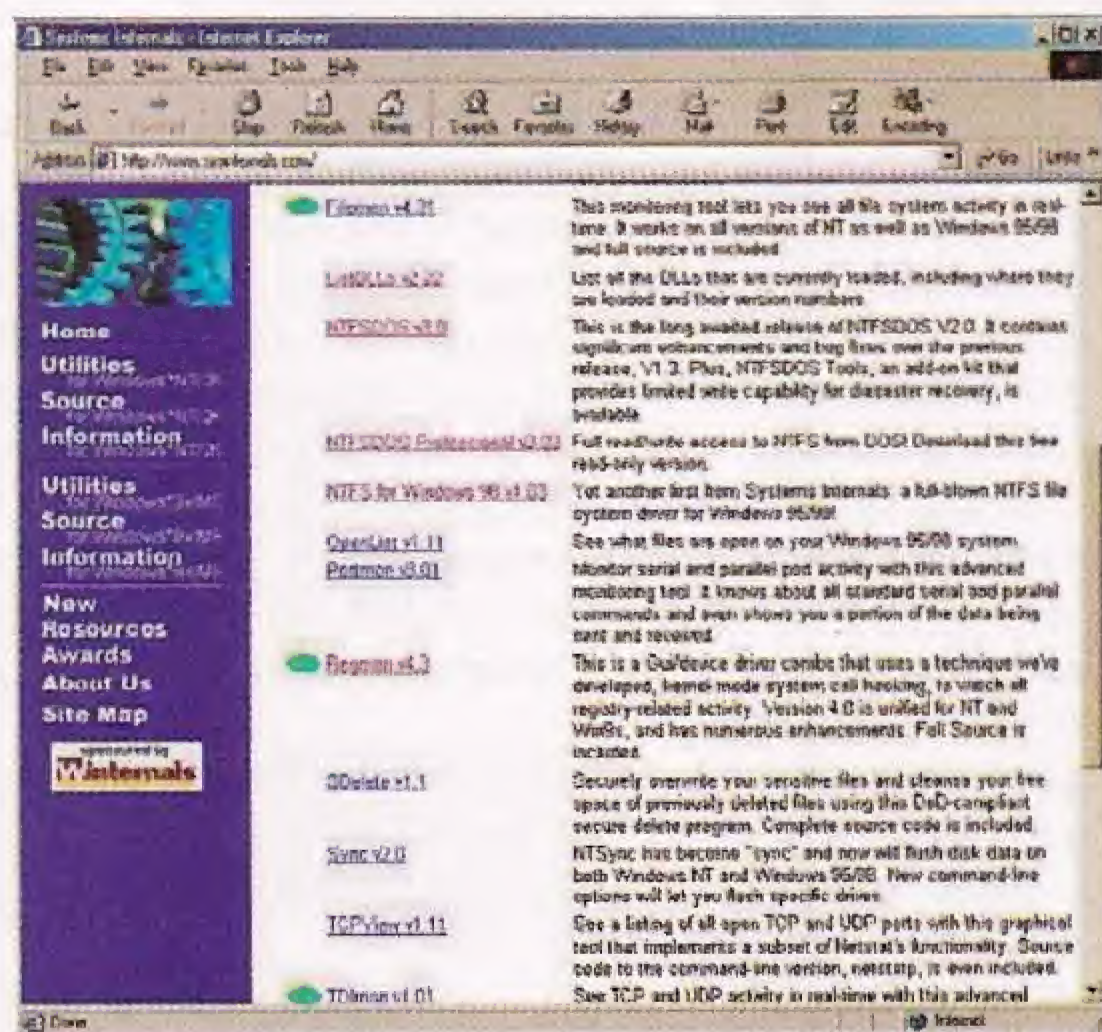 Systems Internals - Internet Explorer
File Edit View Favorites Tools Help
Back Stop Refresh Home Search Favorites History Mail Print Edit Encoding
Address http://www.sysinternals.com/ Go Links
Home
Utilities
for Windows
Source
for Windows
Information
for Windows
Utilities
for Windows
Source
for Windows
Information
for Windows
New
Resources
Awards
About Us
Site Map
sponsored by
Winternals
Filemon v4.31
This monitoring tool lets you see all file system activity in real-
time. It works on all versions of NT as well as Windows 95/98
and full source is included.
ListDLLs
List all the DLLs that are currently loaded, including where they
are loaded and their version numbers.
NTFSDOS
This is the long awaited release of NTFSDOS V2.0. It contains
significant enhancements and bug fixes over the previous
release, V1.3. Plus, NTFSDOS Tools, an add-on kit that
provides limited write capability for disaster recovery, is
available.
NTFSDOS Professional
Full read/write access to NTFS from DOS! Download this free
read-only version.
NTFS for Windows 98 v1.03
Yet another first from Systems Internals: a full-blown NTFS file
system driver for Windows 95/98!
OpenList v1.11
See what files are open on your Windows 95/98 system.
Portmon
Monitor serial and parallel port activity with this advanced
monitoring tool. It knows about all standard serial and parallel
commands and even shows you a portion of the data being
sent and received.
Regmon
This is a Gui/device driver combo that uses a technique we've
developed, kernel-mode system call hooking, to watch all
registry-related activity. Version 4.0 is unified for NT and
Win9x, and has numerous enhancements. Full Source is
included.
SDelete v1.1
Securely overwrite your sensitive files and cleanse your free
space of previously deleted files using this DoD-compliant
secure delete program. Complete source code is included.
Sync v2.0
NTSync has become "sync" and now will flush disk data on
both Windows NT and Windows 95/98. New command-line
options will let you flush specific drives.
TCPView v1.11
See a listing of all open TCP and UDP ports with this graphical
tool that implements a subset of Netstat's functionality. Source
code to the command-line version, netstatp, is even included.
TDImon v1.01
See TCP and UDP activity in real-time with this advanced
Done Internet